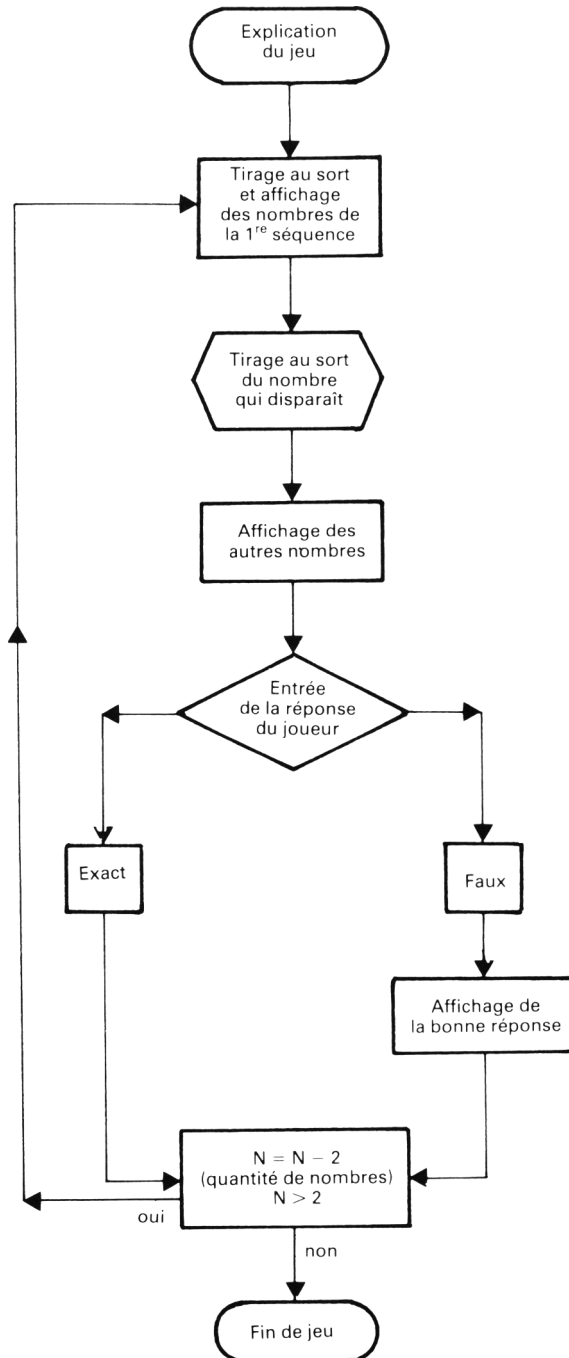 Explication
du jeu
Tirage au sort
et affichage
des nombres de
la 1re séquence
Tirage au sort
du nombre
qui disparaît
Affichage des
autres nombres
Entrée
de la réponse
du joueur
Exact
Faux
Affichage de
la bonne réponse
N = N − 2
(quantité de nombres)
N > 2
oui
non
Fin de jeu